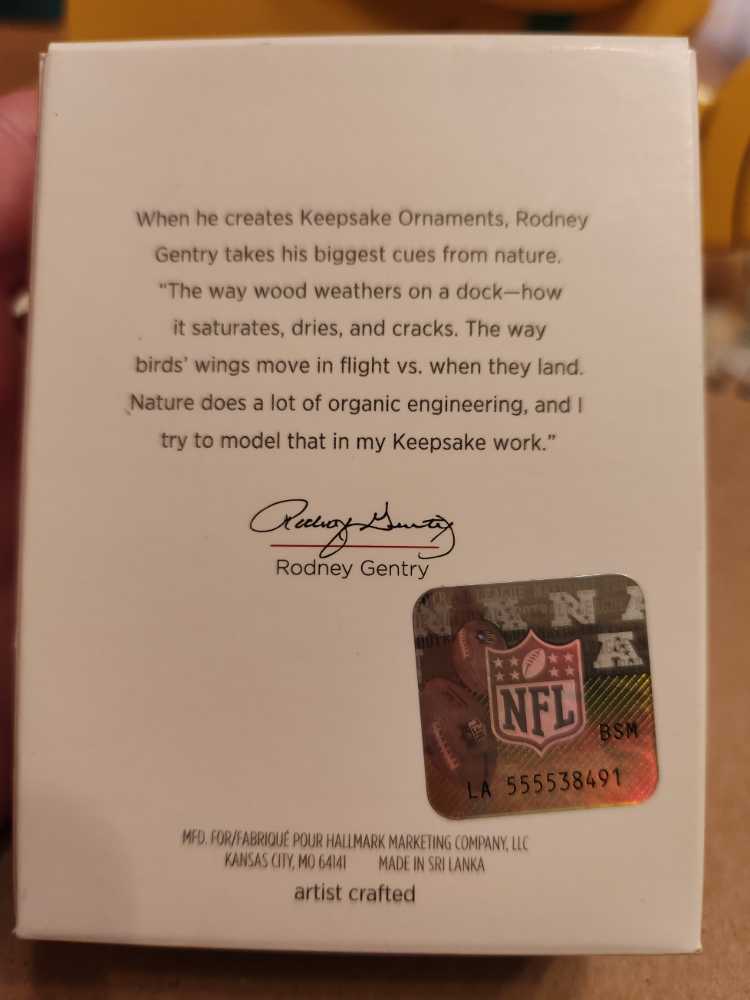 When he creates Keepsake Ornaments, Rodney
Gentry takes his biggest cues from nature.
"The way wood weathers on a dock—how
it saturates, dries, and cracks. The way
birds' wings move in flight vs. when they land.
Nature does a lot of organic engineering, and I
try to model that in my Keepsake work."
Rodney Gentry
Rodney Gentry
NFL
BSM
LA 555538491
MFD. FOR/FABRIQUÉ POUR HALLMARK MARKETING COMPANY, LLC
KANSAS CITY, MO 64141 MADE IN SRI LANKA
artist crafted